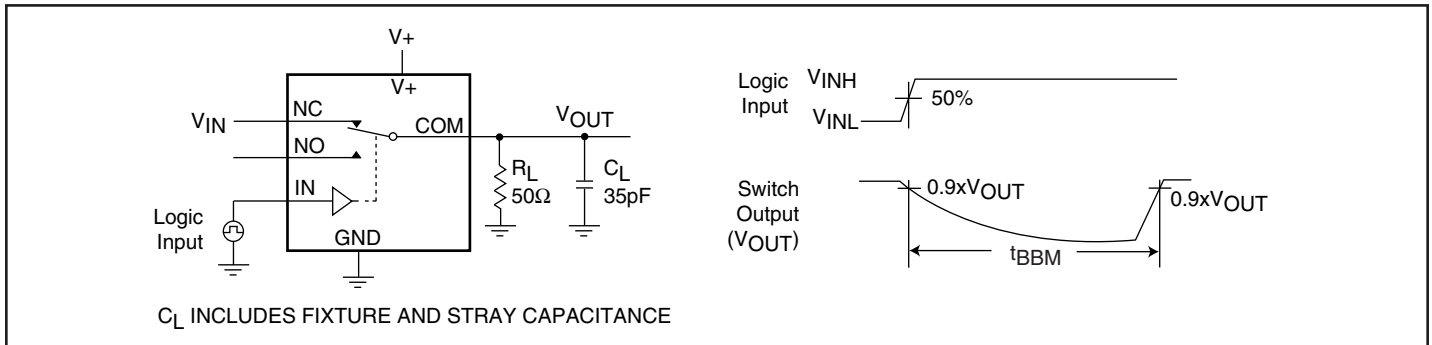 V+
V+
VIN
NC
NO
IN
COM
VOUT
RL
50Ω
CL
35pF
Logic
Input
GND
CL INCLUDES FIXTURE AND STRAY CAPACITANCE
Logic
Input
VINH
VINL
50%
Switch
Output
(VOUT)
0.9xVOUT
0.9xVOUT
tBBM